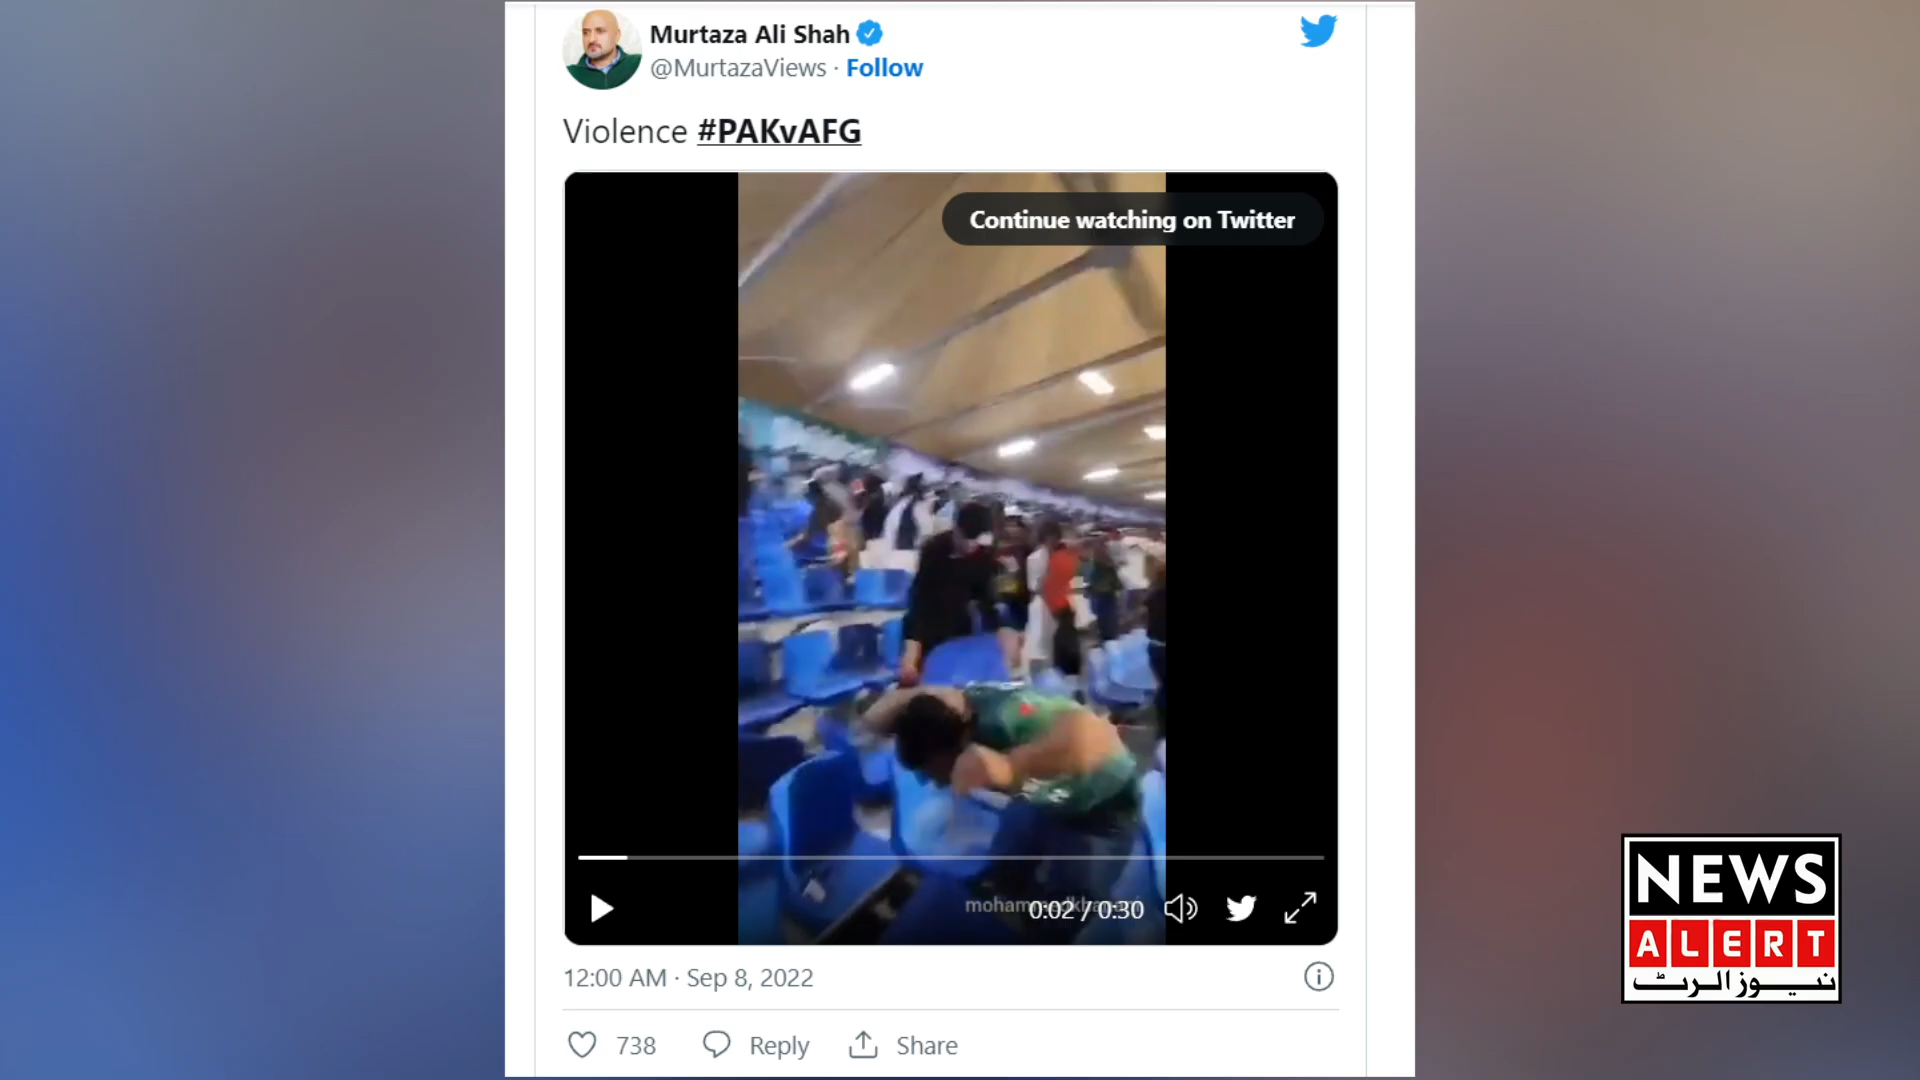 Murtaza Ali Shah
@MurtazaViews · Follow
Violence #PAKvAFG
Continue watching on Twitter
0:02 / 0:30
12:00 AM · Sep 8, 2022
738 Reply Share
NEWS
ALERT
نیوز الرٹ